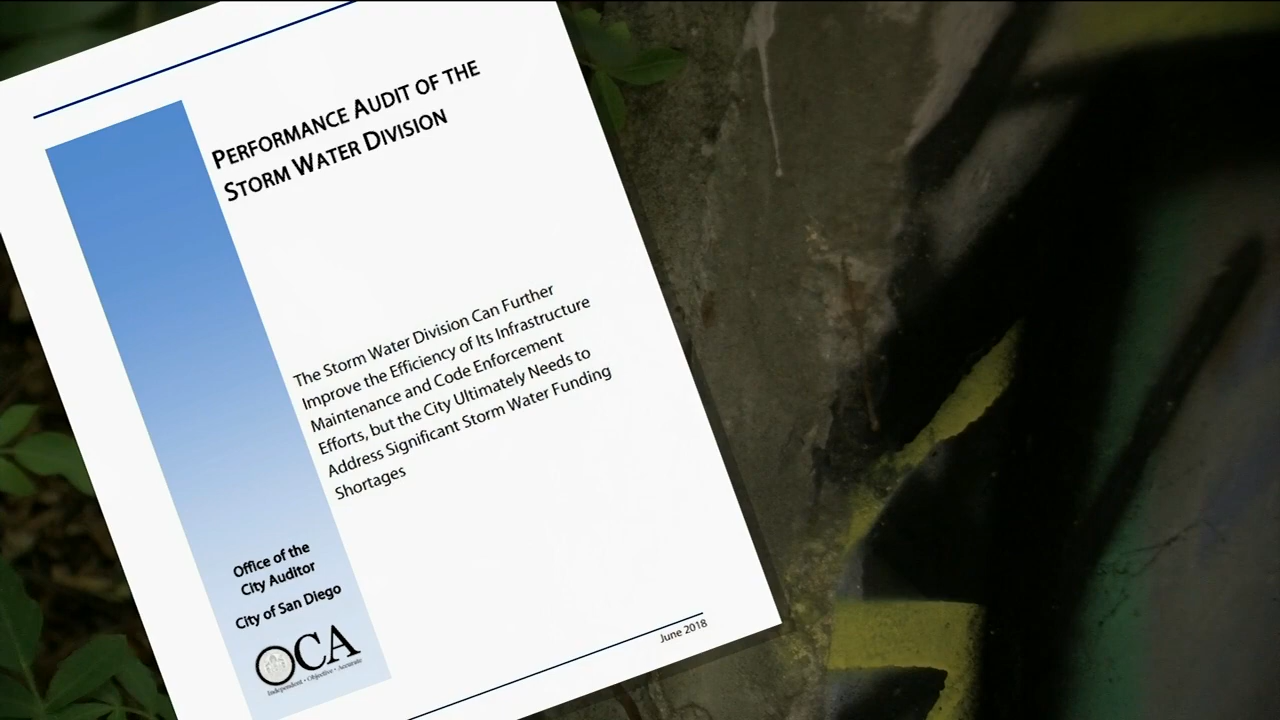 PERFORMANCE AUDIT OF THE
STORM WATER DIVISION
The Storm Water Division Can Further
Improve the Efficiency of Its Infrastructure
Maintenance and Code Enforcement
Efforts, but the City Ultimately Needs to
Address Significant Storm Water Funding
Shortages
Office of the
City Auditor
City of San Diego
OCA
Independent • Objective • Accurate
June 2018